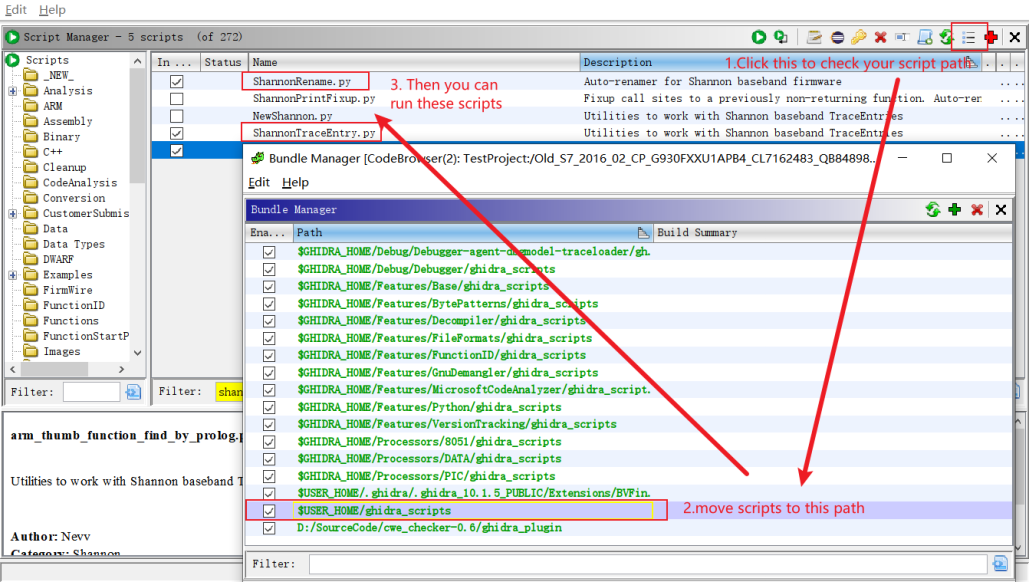 Edit Help
Script Manager - 5 scripts (of 272)
Scripts
_NEW_
Analysis
ARM
Assembly
Binary
C++
Cleanup
CodeAnalysis
Conversion
CustomerSubmis
Data
Data Types
DWARF
Examples
FirmWire
FunctionID
Functions
FunctionStartP
Images
Filter:
In ... Status Name Description
ShannonRename.py Auto-renamer for Shannon baseband firmware
ShannonPrintFixup.py Fixup call sites to a previously non-returning function. Auto-ren
NewShannon.py Utilities to work with Shannon baseband TraceEntries
ShannonTraceEntry.py Utilities to work with Shannon baseband TraceEntries
1.Click this to check your script path
3. Then you can
run these scripts
Filter: shan
arm_thumb_function_find_by_prolog.p
Utilities to work with Shannon baseband T
Author: Nevv
Category: Shannon
Bundle Manager [CodeBrowser(2): TestProject:/Old_S7_2016_02_CP_G930FXXU1APB4_CL7162483_QB84898...
Edit Help
Bundle Manager
Ena... Path Build Summary
$GHIDRA_HOME/Debug/Debugger-agent-dbgmodel-traceloader/gh.
$GHIDRA_HOME/Debug/Debugger/ghidra_scripts
$GHIDRA_HOME/Features/Base/ghidra_scripts
$GHIDRA_HOME/Features/BytePatterns/ghidra_scripts
$GHIDRA_HOME/Features/Decompiler/ghidra_scripts
$GHIDRA_HOME/Features/FileFormats/ghidra_scripts
$GHIDRA_HOME/Features/FunctionID/ghidra_scripts
$GHIDRA_HOME/Features/GnuDemangler/ghidra_scripts
$GHIDRA_HOME/Features/MicrosoftCodeAnalyzer/ghidra_script.
$GHIDRA_HOME/Features/Python/ghidra_scripts
$GHIDRA_HOME/Features/VersionTracking/ghidra_scripts
$GHIDRA_HOME/Processors/8051/ghidra_scripts
$GHIDRA_HOME/Processors/DATA/ghidra_scripts
$GHIDRA_HOME/Processors/PIC/ghidra_scripts
$USER_HOME/.ghidra/.ghidra_10.1.5_PUBLIC/Extensions/BVFin.
$USER_HOME/ghidra_scripts
2.move scripts to this path
D:/SourceCode/cwe_checker-0.6/ghidra_plugin
Filter: